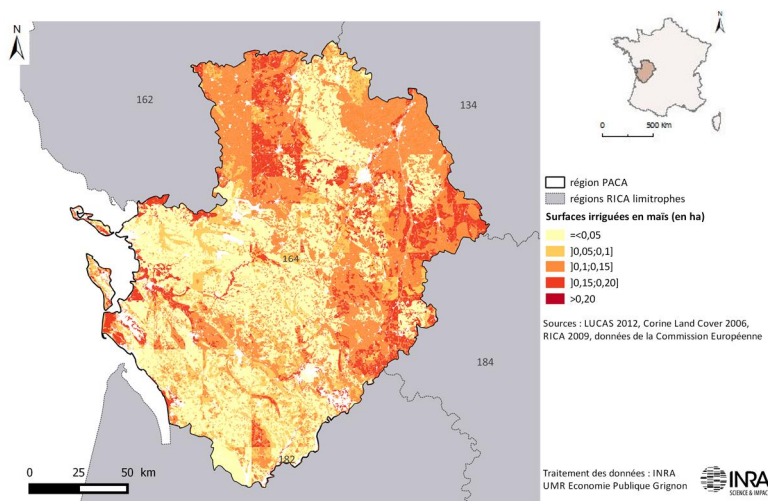 N
162
134
164
184
182
0 25 50 km
N
0 500 Km
région PACA
régions RICA limitrophes
Surfaces irriguées en maïs (en ha)
=<0,05
]0,05;0,1]
]0,1;0,15]
]0,15;0,20]
>0,20
Sources : LUCAS 2012, Corine Land Cover 2006,
RICA 2009, données de la Commission Européenne
Traitement des données : INRA
UMR Economie Publique Grignon
INRA
SCIENCE & IMPACT